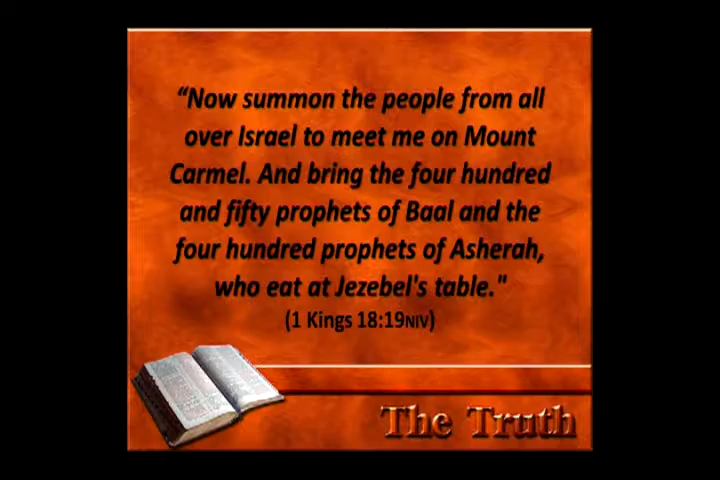 “Now summon the people from all
over Israel to meet me on Mount
Carmel. And bring the four hundred
and fifty prophets of Baal and the
four hundred prophets of Asherah,
who eat at Jezebel's table."
(1 Kings 18:19NIV)
The Truth